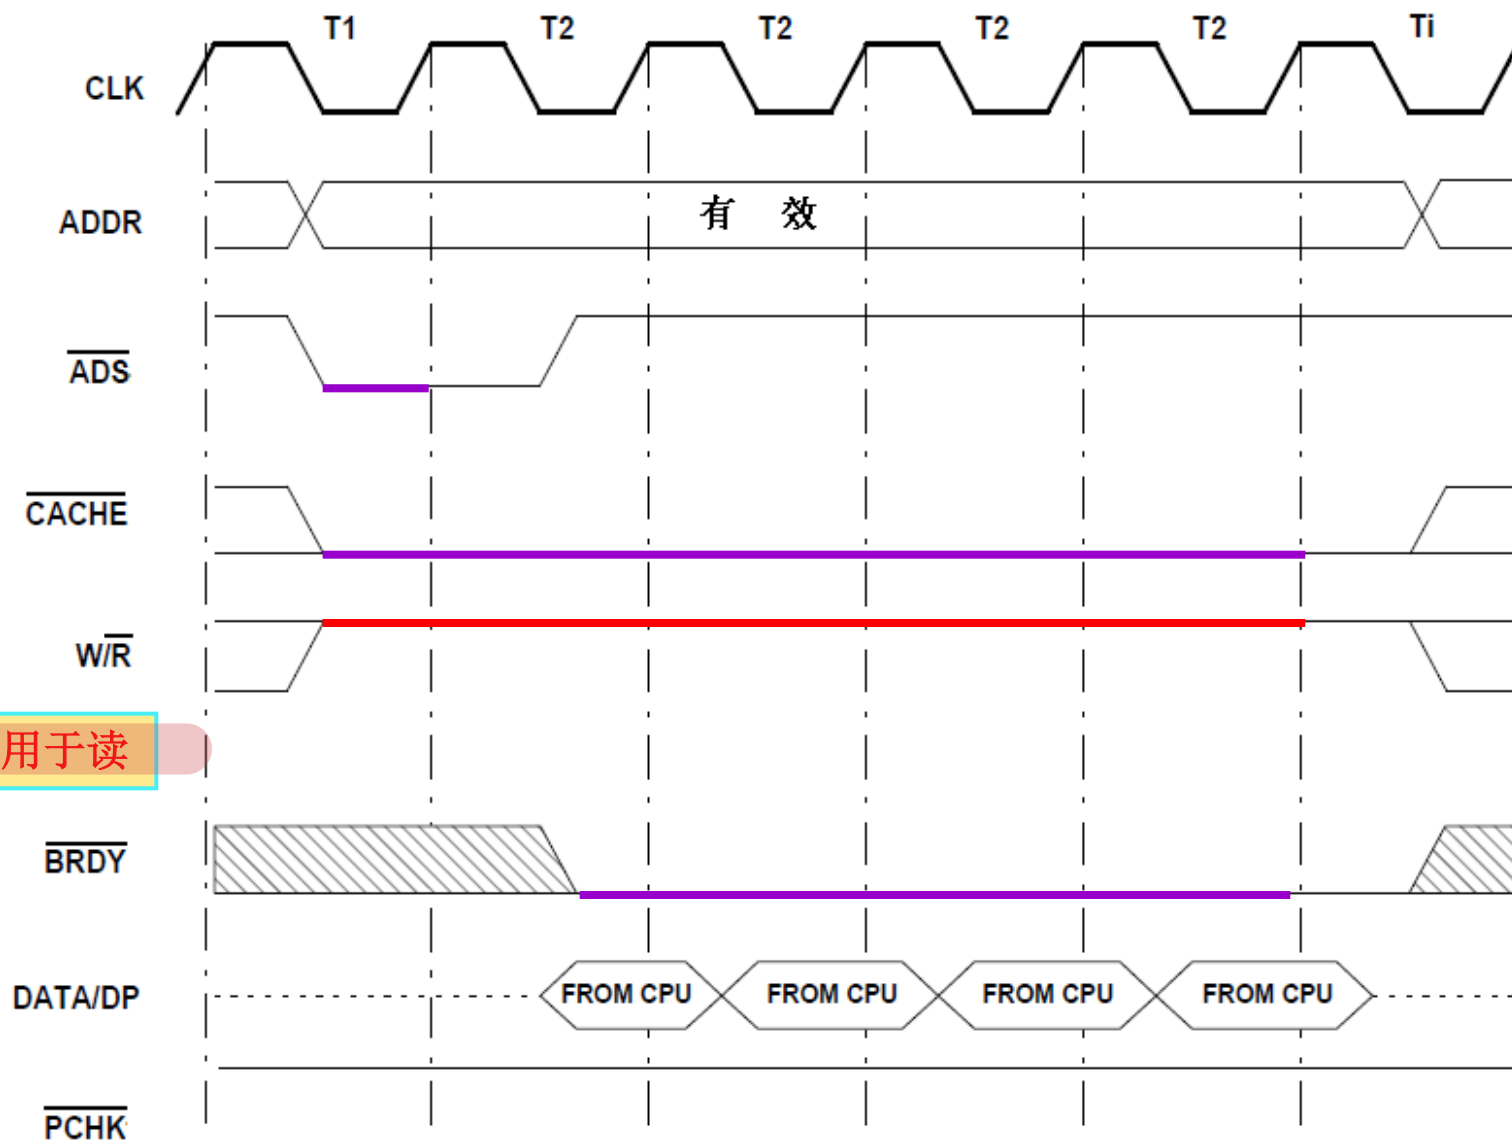 T1 T2 T2 T2 T2 Ti
CLK
ADDR
有 效
ADS
CACHE
W/R
用于读
BRDY
DATA/DP FROM CPU FROM CPU FROM CPU FROM CPU
PCHK